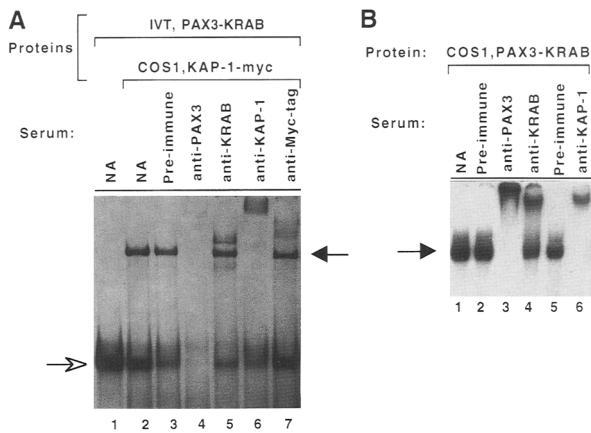 A
IVT, PAX3-KRAB
Proteins
COS1,KAP-1-myc
Serum:
NA
NA
Pre-immune
anti-PAX3
anti-KRAB
anti-KAP-1
anti-Myc-tag
1 2 3 4 5 6 7
B
Protein:
COS1,PAX3-KRAB
Serum:
NA
Pre-immune
anti-PAX3
anti-KRAB
Pre-immune
anti-KAP-1
1 2 3 4 5 6